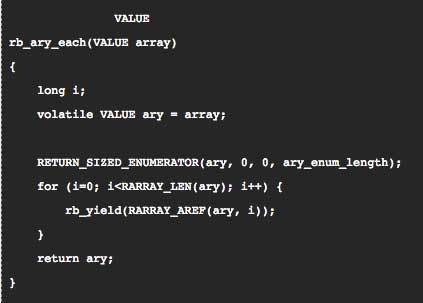 VALUE
rb_ary_each(VALUE array)
{
    long i;
    volatile VALUE ary = array;

    RETURN_SIZED_ENUMERATOR(ary, 0, 0, ary_enum_length);
    for (i=0; i<RARRAY_LEN(ary); i++) {
        rb_yield(RARRAY_AREF(ary, i));
    }
    return ary;
}